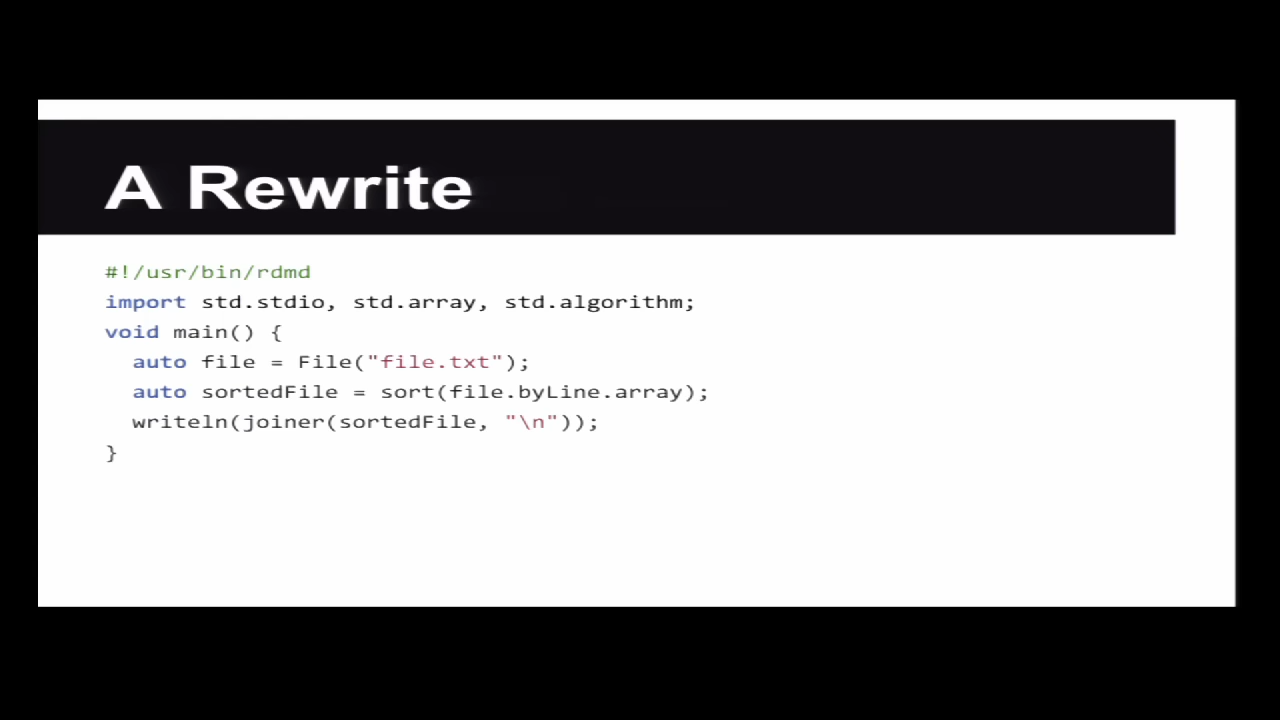 A Rewrite
#!/usr/bin/rdmd
import std.stdio, std.array, std.algorithm;
void main() {
  auto file = File("file.txt");
  auto sortedFile = sort(file.byLine.array);
  writeln(joiner(sortedFile, "\n"));
}